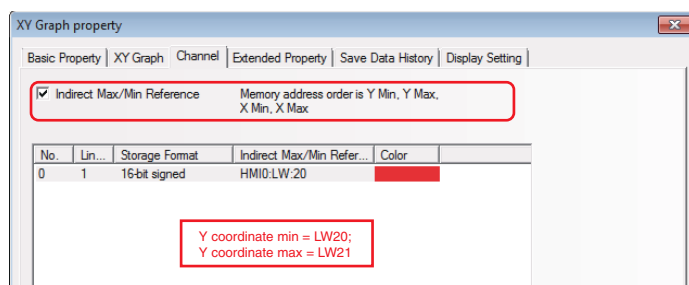 XY Graph property
Basic Property XY Graph Channel Extended Property Save Data History Display Setting
Indirect Max/Min Reference Memory address order is Y Min, Y Max,
X Min, X Max
No. Lin... Storage Format Indirect Max/Min Refer... Color
0 1 16-bit signed HMI0:LW:20
Y coordinate min = LW20;
Y coordinate max = LW21